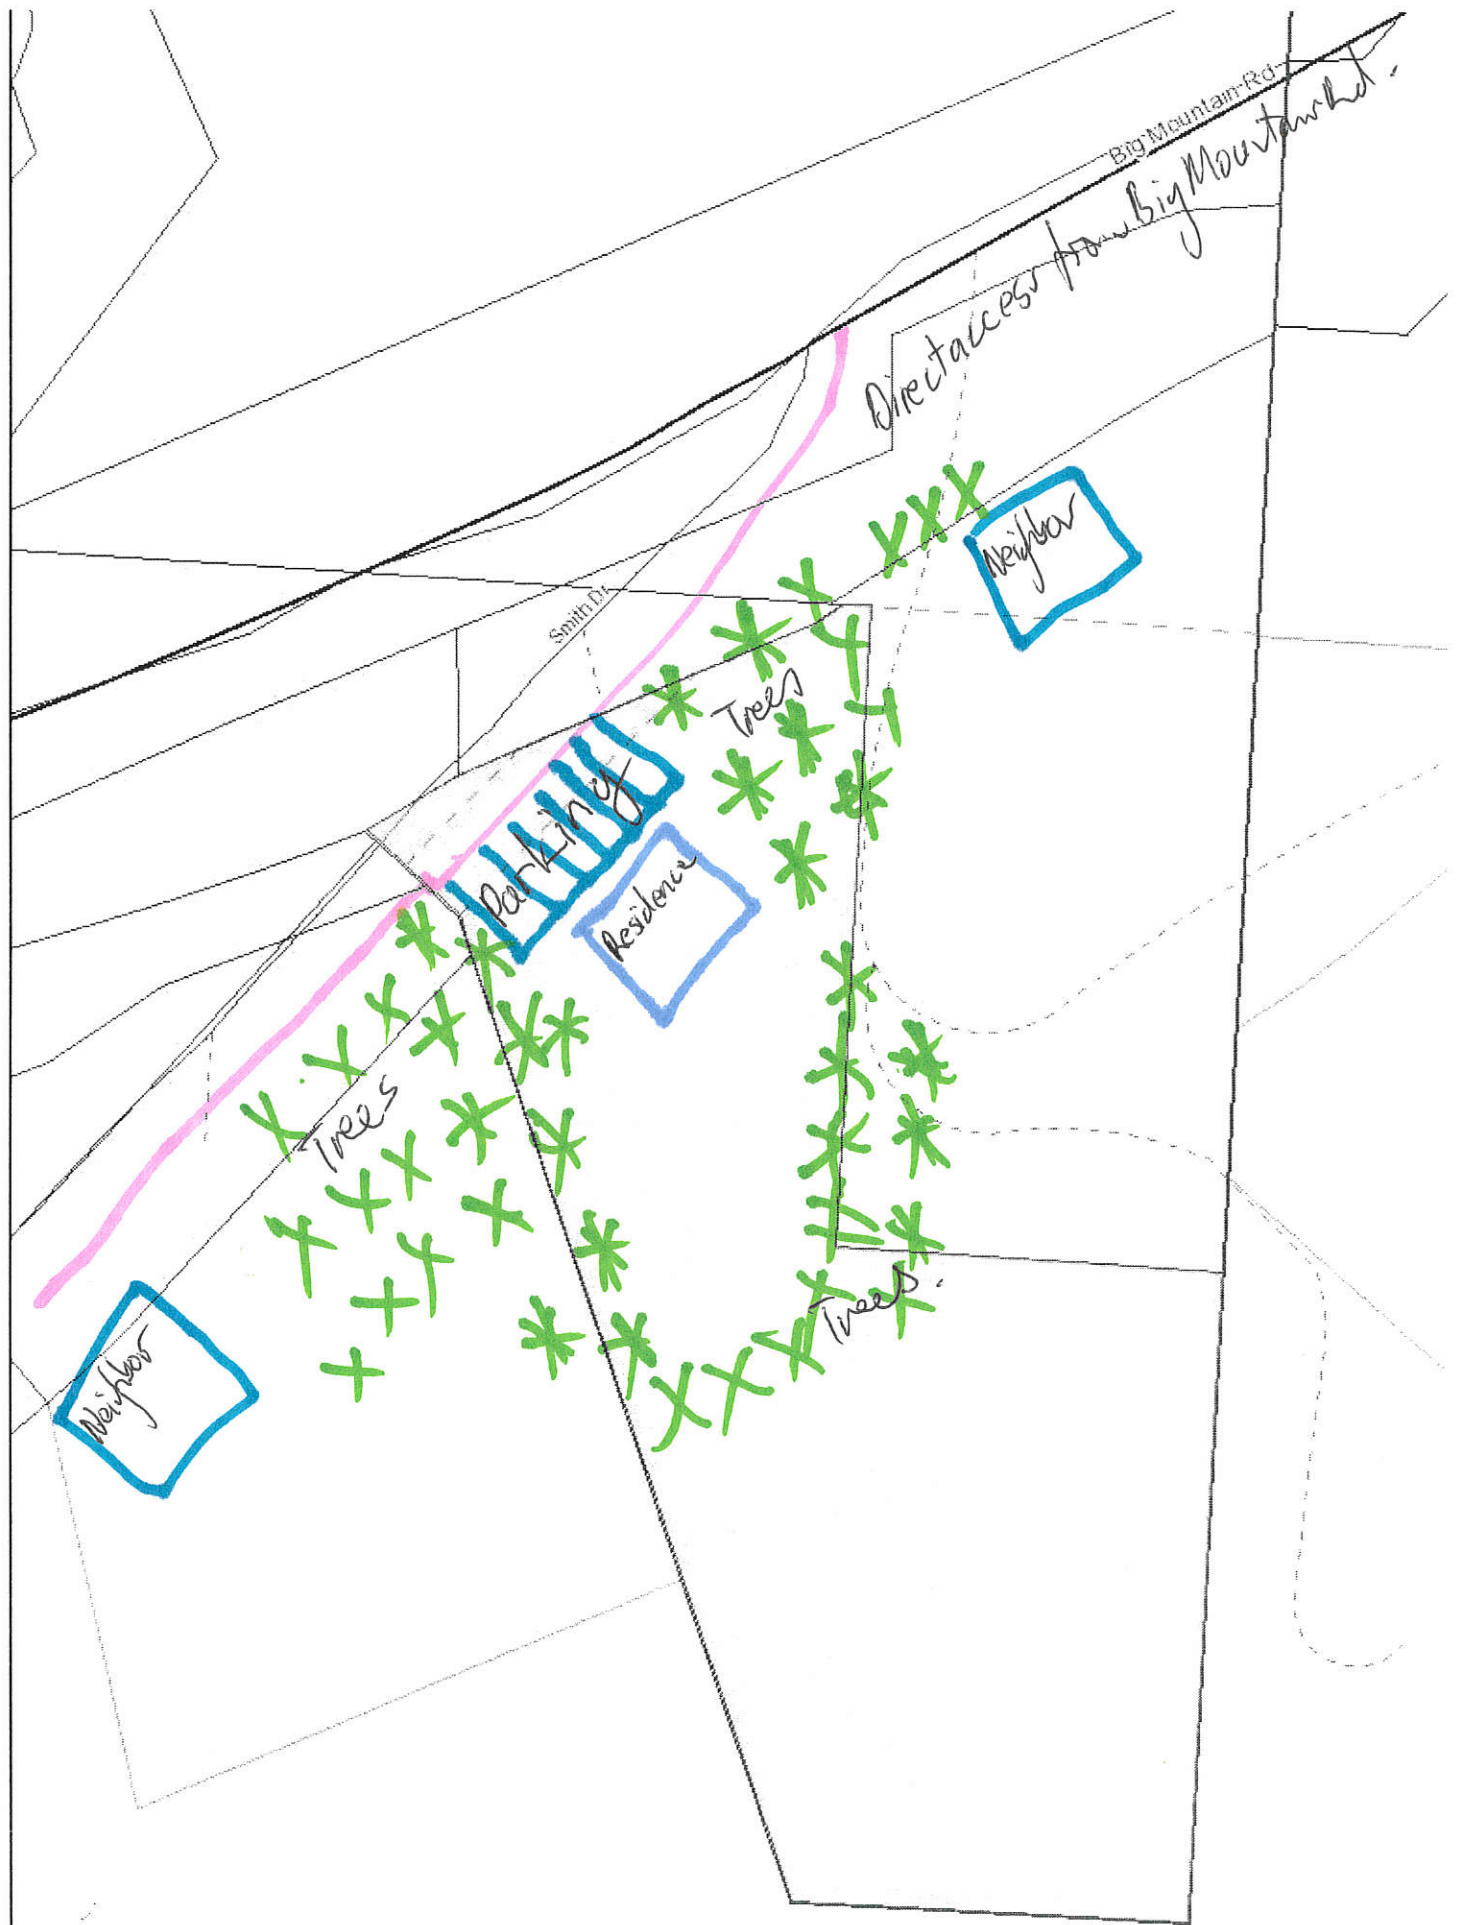 Big Mountain Rd
Direct access from Big Mountain Rd.
Neighbor
Smith Dr
Trees
Parking
Residence
Trees
Trees.
Neighbor